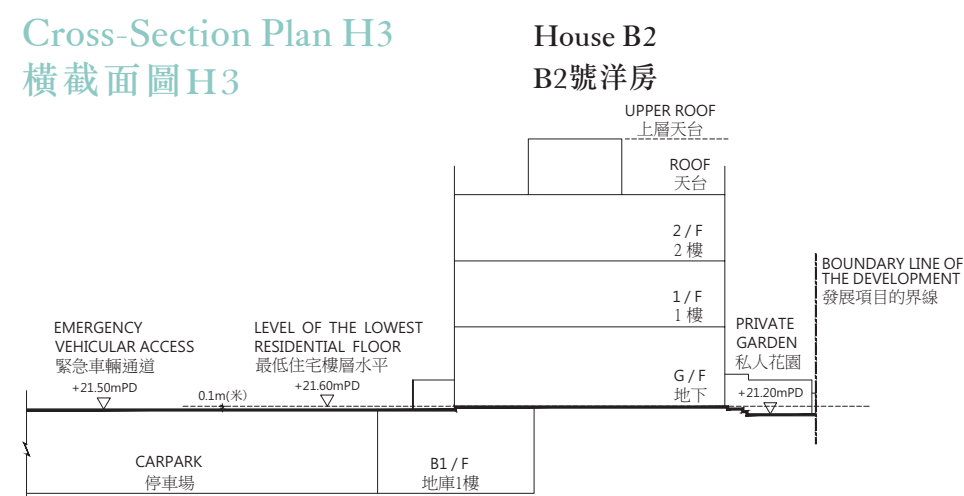 Cross-Section Plan H3
橫截面圖H3
House B2
B2號洋房
UPPER ROOF
上層天台
ROOF
天台
2 / F
2 樓
1 / F
1 樓
G / F
地下
BOUNDARY LINE OF
THE DEVELOPMENT
發展項目的界線
PRIVATE
GARDEN
私人花園
+21.20mPD
EMERGENCY
VEHICULAR ACCESS
緊急車輛通道
+21.50mPD
0.1m(米)
LEVEL OF THE LOWEST
RESIDENTIAL FLOOR
最低住宅樓層水平
+21.60mPD
CARPARK
停車場
B1 / F
地庫1樓